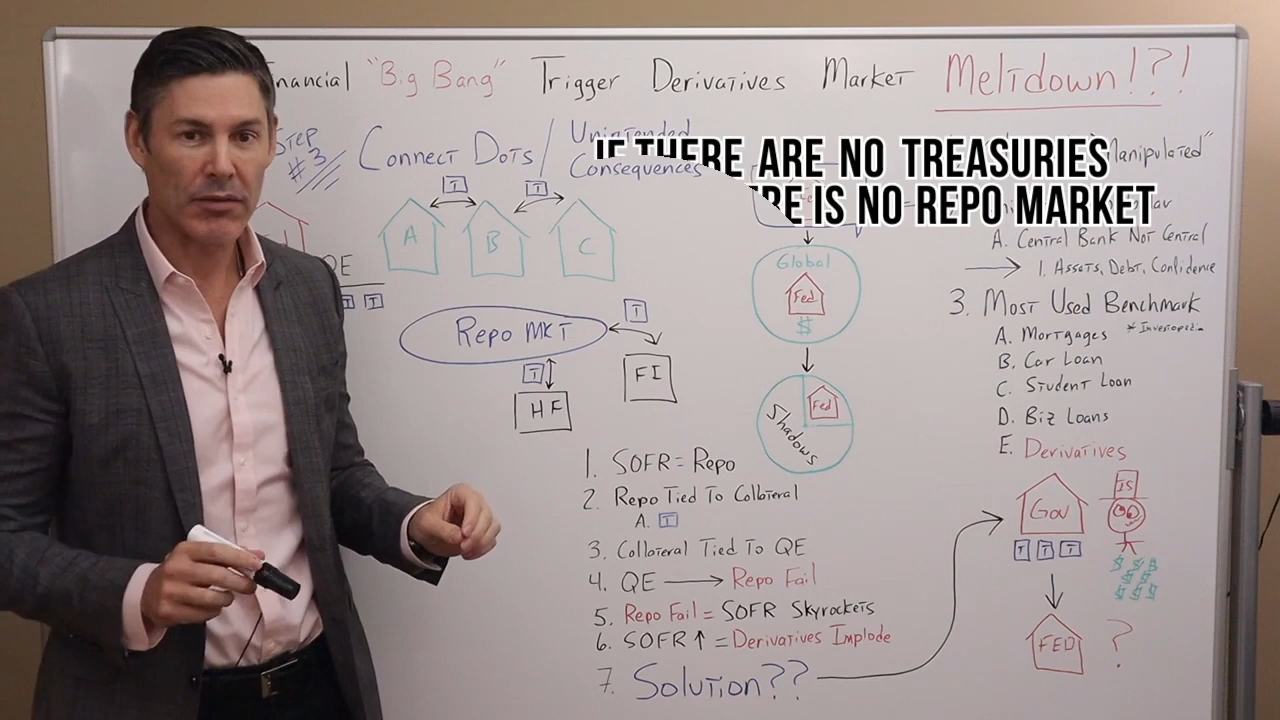 inancial "Big Bang" Trigger Derivatives Market Meltdown!?!
IF THERE ARE NO TREASURIES
ERE IS NO REPO MARKET
Step
#3
Connect Dots /
Unintended
Consequences
T
T
A
B
C
QE
T
T
Repo MKT
T
T
HF
FI
1. SOFR = Repo
2. Repo Tied To Collateral
A. T
3. Collateral Tied To QE
4. QE → Repo Fail
5. Repo Fail = SOFR Skyrockets
6. SOFR ↑ = Derivatives Implode
7. Solution??
Global
Fed
$
Fed
Shadows
Manipulated"
A. Central Bank Not Central
→ 1. Assets, Debt, Confidence
3. Most Used Benchmark
A. Mortgages * Investopedia
B. Car Loan
C. Student Loan
D. Biz Loans
E. Derivatives
Gov
T T T
IS
$ $ $
$ $
$ $
FED ?